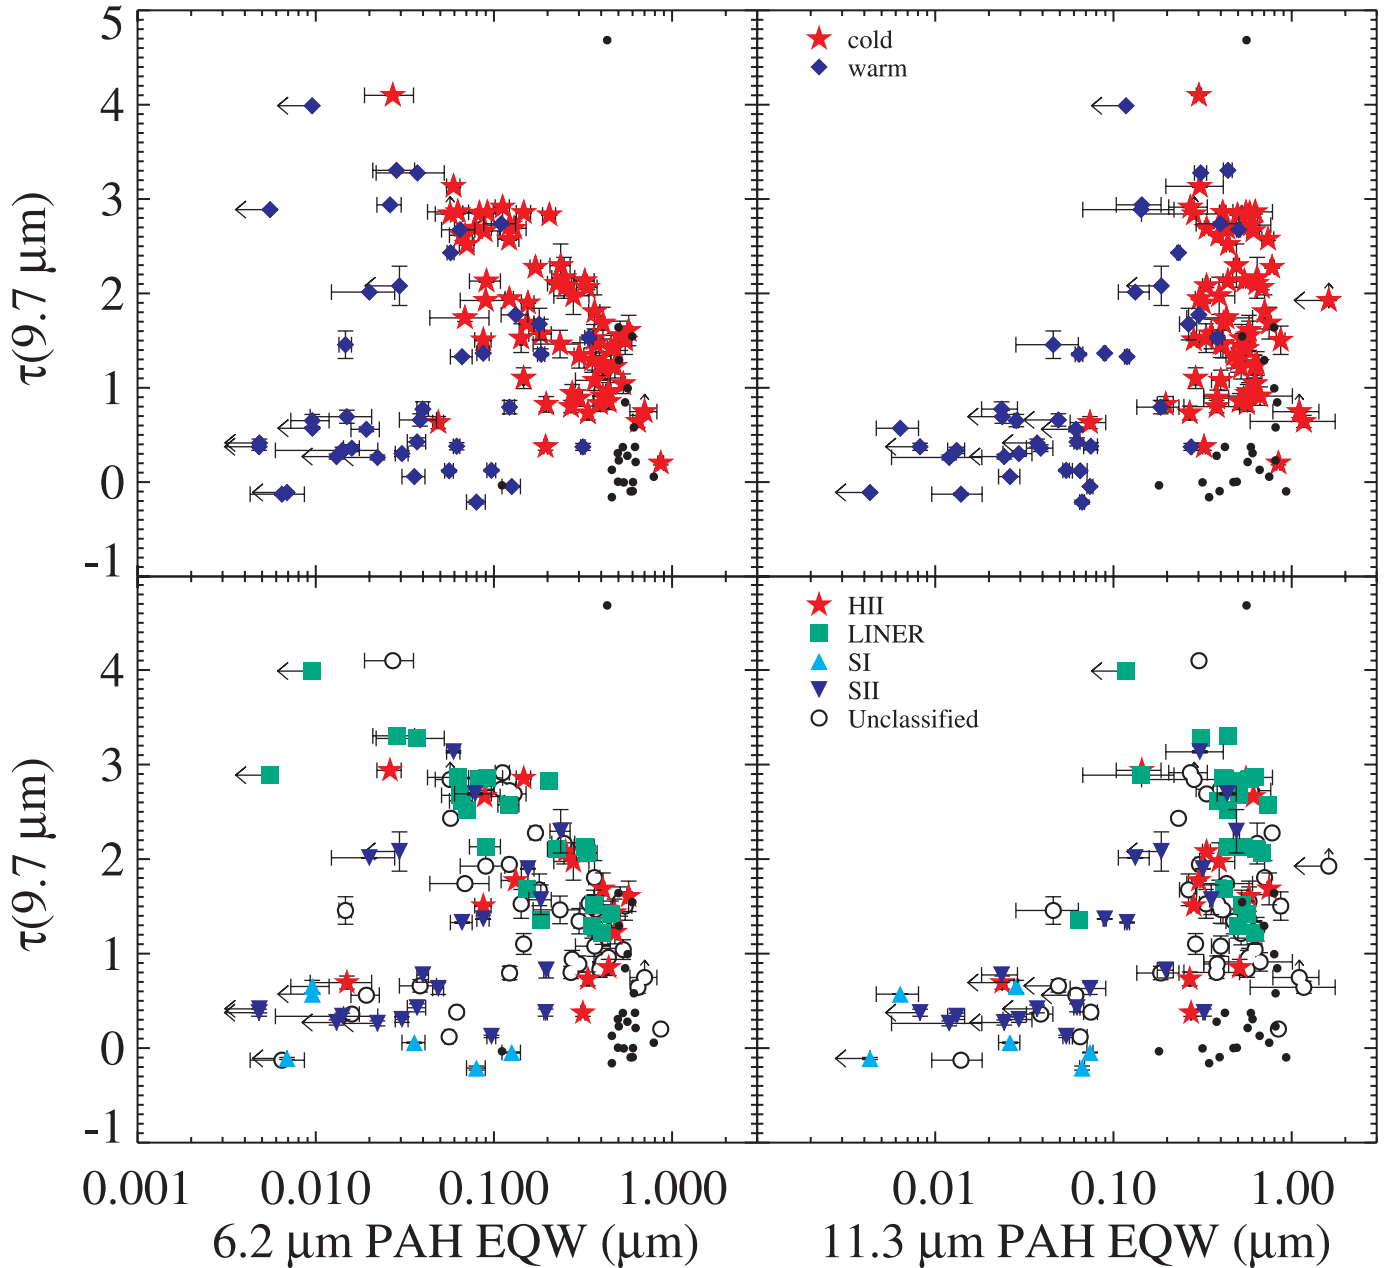 5
4
3
2
1
0
-1
τ(9.7 μm)
cold
warm
4
3
2
1
0
-1
τ(9.7 μm)
HII
LINER
SI
SII
Unclassified
0.001 0.010 0.100 1.000 0.01 0.10 1.00
6.2 μm PAH EQW (μm) 11.3 μm PAH EQW (μm)